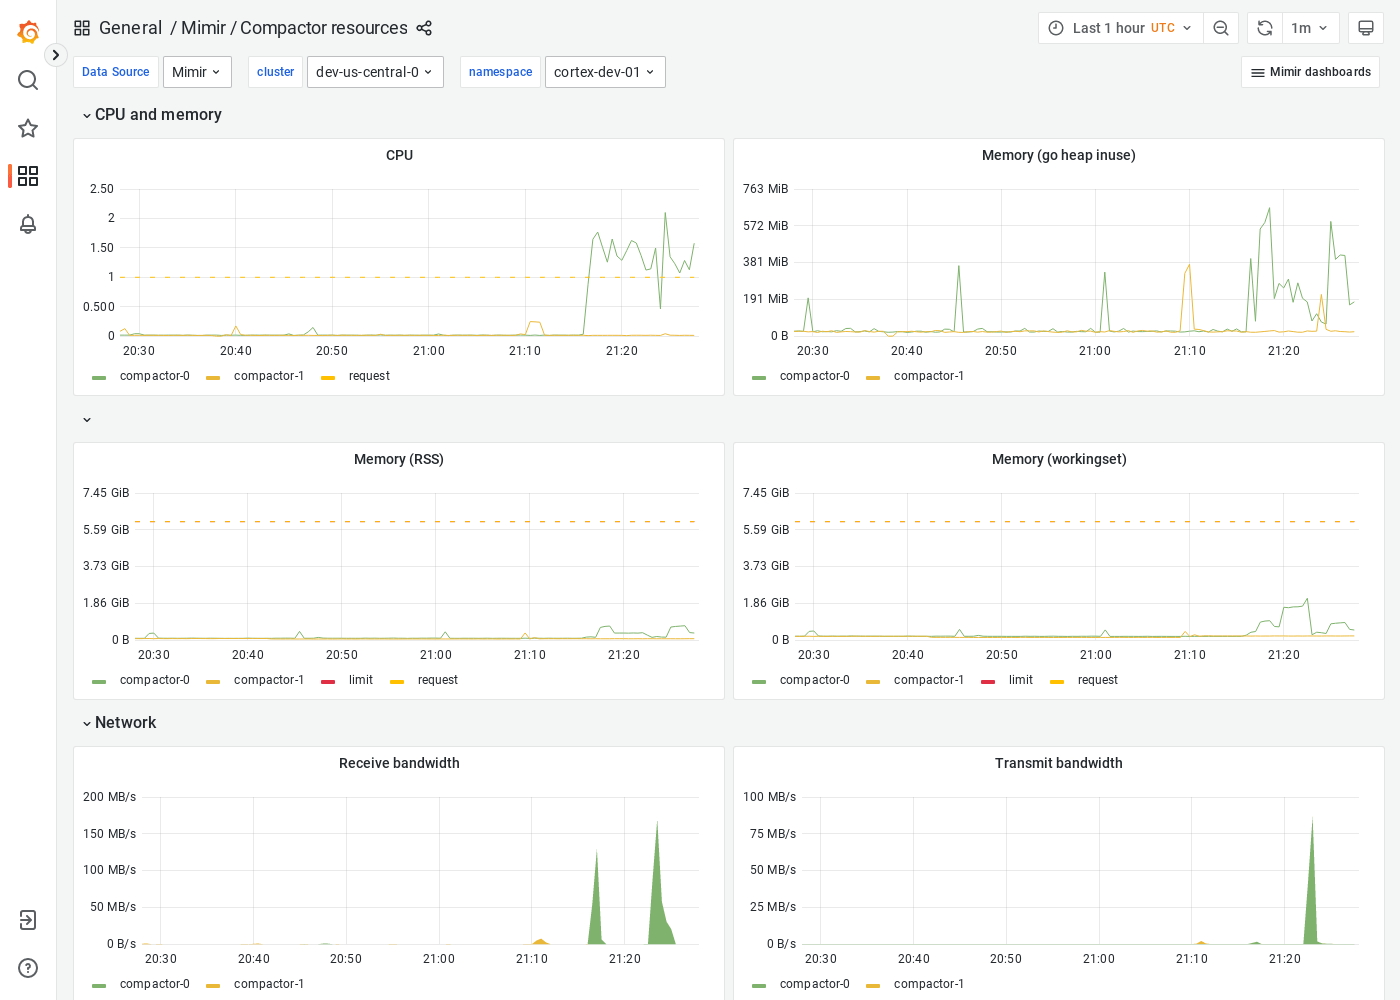 General / Mimir / Compactor resources
Last 1 hour UTC
1m
Data Source Mimir cluster dev-us-central-0 namespace cortex-dev-01
Mimir dashboards
CPU and memory
CPU
2.50
2
1.50
1
0.500
0
20:30 20:40 20:50 21:00 21:10 21:20
compactor-0 compactor-1 request
Memory (go heap inuse)
763 MiB
572 MiB
381 MiB
191 MiB
0 B
20:30 20:40 20:50 21:00 21:10 21:20
compactor-0 compactor-1
Memory (RSS)
7.45 GiB
5.59 GiB
3.73 GiB
1.86 GiB
0 B
20:30 20:40 20:50 21:00 21:10 21:20
compactor-0 compactor-1 limit request
Memory (workingset)
7.45 GiB
5.59 GiB
3.73 GiB
1.86 GiB
0 B
20:30 20:40 20:50 21:00 21:10 21:20
compactor-0 compactor-1 limit request
Network
Receive bandwidth
200 MB/s
150 MB/s
100 MB/s
50 MB/s
0 B/s
20:30 20:40 20:50 21:00 21:10 21:20
compactor-0 compactor-1
Transmit bandwidth
100 MB/s
75 MB/s
50 MB/s
25 MB/s
0 B/s
20:30 20:40 20:50 21:00 21:10 21:20
compactor-0 compactor-1